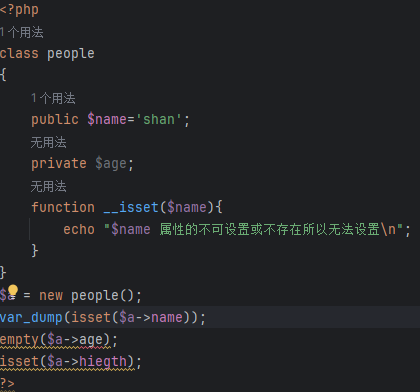 <?php
1个用法
class people
{
1个用法
public $name='shan';
无用法
private $age;
无用法
function __isset($name){
echo "$name 属性的不可设置或不存在所以无法设置\n";
}
}
$a = new people();
var_dump(isset($a->name));
empty($a->age);
isset($a->hiegth);
?>